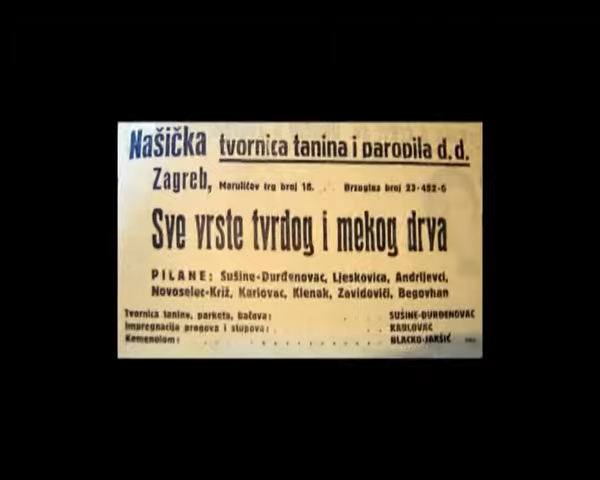 Našička tvornica tanina i paropila d.d.
Zagreb, Marulićev trg broj 18. Brzoglas broj 23-452-6
Sve vrste tvrdog i mekog drva
PILANE: Sušine-Đurđenovac, Ljeskovica, Andrijevci,
Novoselec-Križ, Karlovac, Klenak, Zavidovići, Begovhan
Tvornica tanina, parketa, bačava: . . . SUŠINE-ĐURĐENOVAC
Impregnacija pragova i stupova: . . . KARLOVAC
Kamenolom: . . . . . . . . . BLACKO-JAKŠIĆ